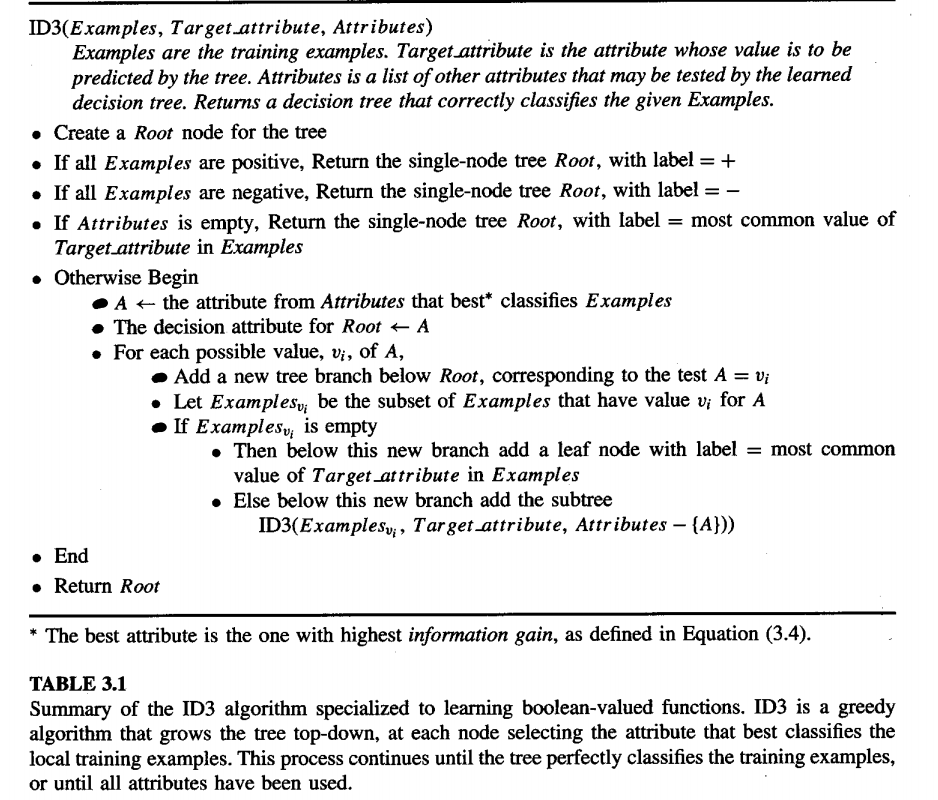 ID3(Examples, Target_attribute, Attributes)
Examples are the training examples. Target_attribute is the attribute whose value is to be
predicted by the tree. Attributes is a list of other attributes that may be tested by the learned
decision tree. Returns a decision tree that correctly classifies the given Examples.
• Create a Root node for the tree
• If all Examples are positive, Return the single-node tree Root, with label = +
• If all Examples are negative, Return the single-node tree Root, with label = −
• If Attributes is empty, Return the single-node tree Root, with label = most common value of
Target_attribute in Examples
• Otherwise Begin
• A ← the attribute from Attributes that best* classifies Examples
• The decision attribute for Root ← A
• For each possible value, vᵢ, of A,
• Add a new tree branch below Root, corresponding to the test A = vᵢ
• Let Examples_vᵢ be the subset of Examples that have value vᵢ for A
• If Examples_vᵢ is empty
• Then below this new branch add a leaf node with label = most common
value of Target_attribute in Examples
• Else below this new branch add the subtree
ID3(Examples_vᵢ, Target_attribute, Attributes − {A}))
• End
• Return Root
* The best attribute is the one with highest information gain, as defined in Equation (3.4).
TABLE 3.1
Summary of the ID3 algorithm specialized to learning boolean-valued functions. ID3 is a greedy
algorithm that grows the tree top-down, at each node selecting the attribute that best classifies the
local training examples. This process continues until the tree perfectly classifies the training examples,
or until all attributes have been used.